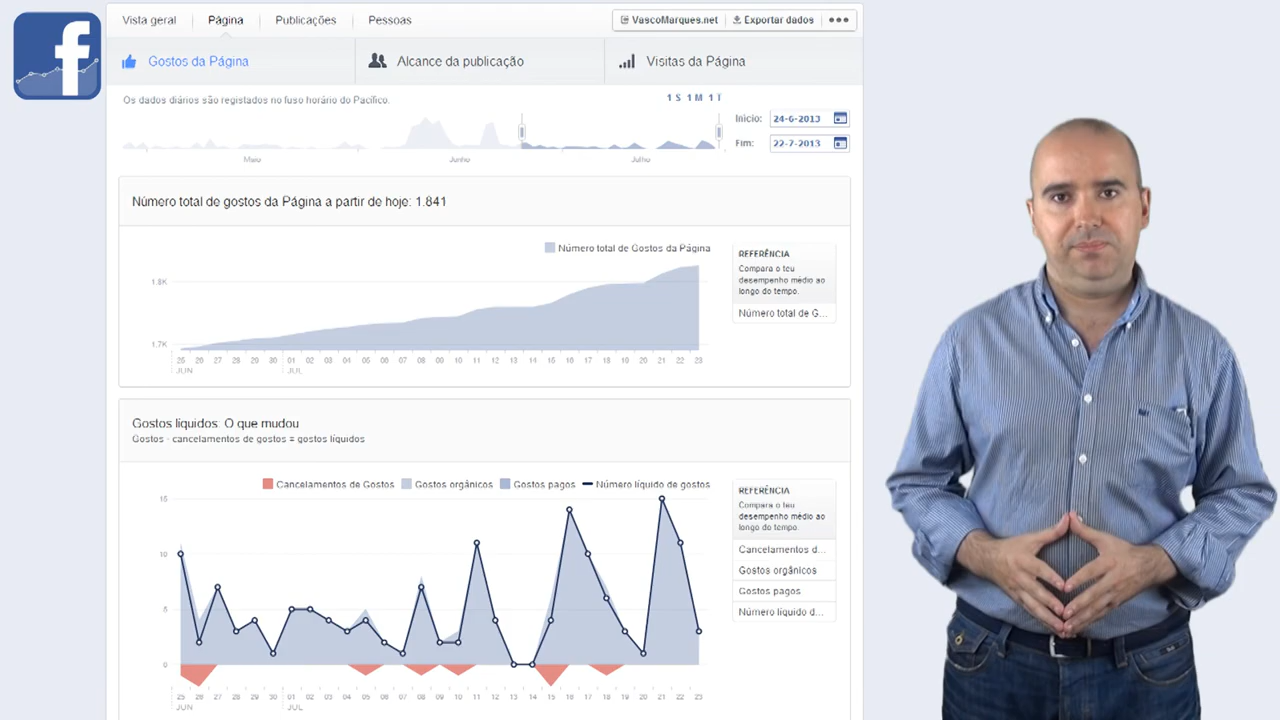 f
Vista geral Página Publicações Pessoas VascoMarques.net Exportar dados
Gostos da Página Alcance da publicação Visitas da Página
Os dados diários são registados no fuso horário do Pacífico.
1 S 1 M 1 T
Início: 24-6-2013
Fim: 22-7-2013
Maio Junho Julho
Número total de gostos da Página a partir de hoje: 1.841
Número total de Gostos da Página
REFERÊNCIA
Compara o teu
desempenho médio ao
longo do tempo.
Número total de G...
1.8K
1.7K
25 26 27 28 29 30 01 02 03 04 05 06 07 08 09 10 11 12 13 14 15 16 17 18 19 20 21 22 23
JUN JUL
Gostos líquidos: O que mudou
Gostos - cancelamentos de gostos = gostos líquidos
Cancelamentos de Gostos Gostos orgânicos Gostos pagos Número líquido de gostos
REFERÊNCIA
Compara o teu
desempenho médio ao
longo do tempo.
Cancelamentos d...
Gostos orgânicos
Gostos pagos
Número líquido d...
15
10
5
0
25 26 27 28 29 30 01 02 03 04 05 06 07 08 09 10 11 12 13 14 15 16 17 18 19 20 21 22 23
JUN JUL